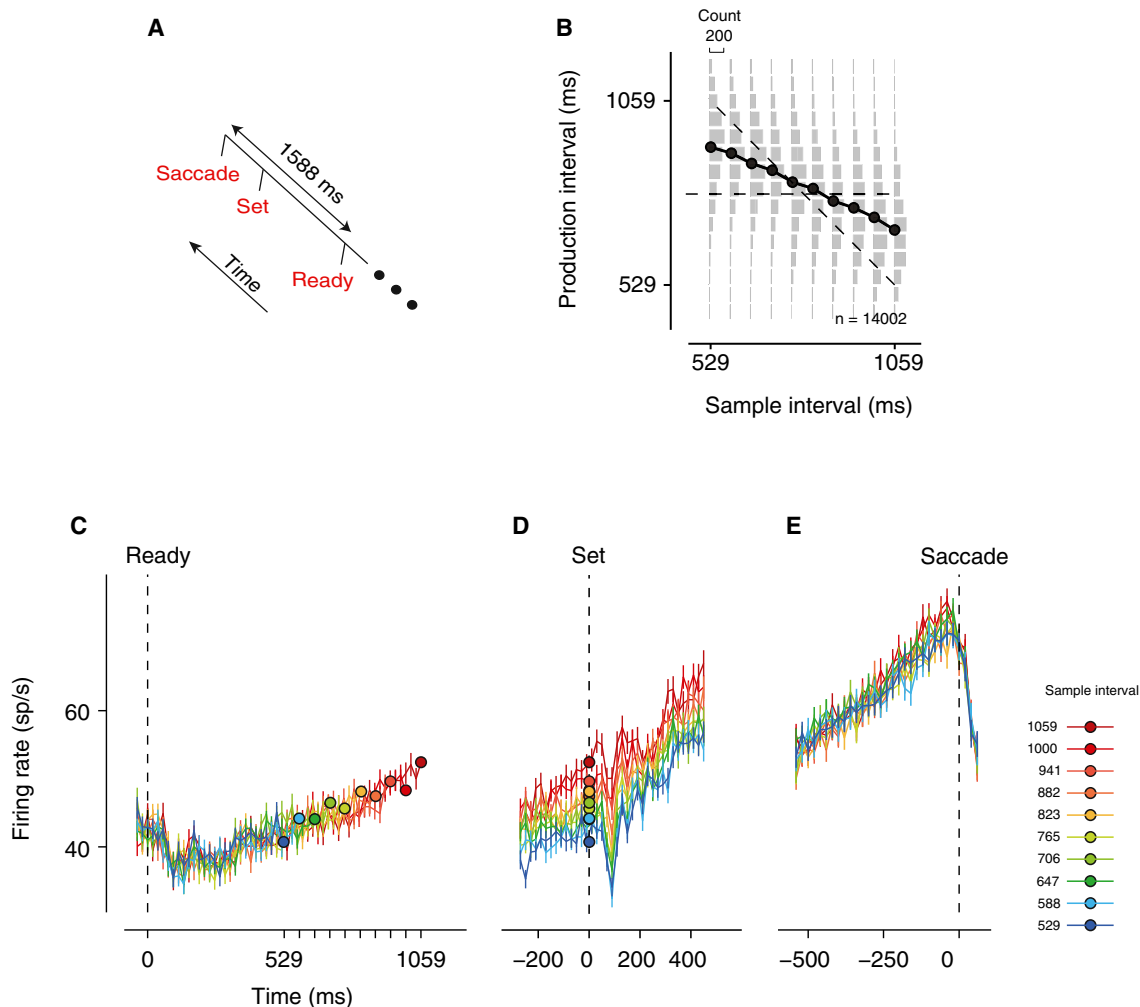 A
1588 ms
Saccade
Set
Ready
Time
B
Count
200
Production interval (ms)
1059
529
n = 14002
529 1059
Sample interval (ms)
C
Ready
Firing rate (sp/s)
60
40
0 529 1059
Time (ms)
D
Set
−200 0 200 400
E
Saccade
−500 −250 0
Sample interval
1059
1000
941
882
823
765
706
647
588
529